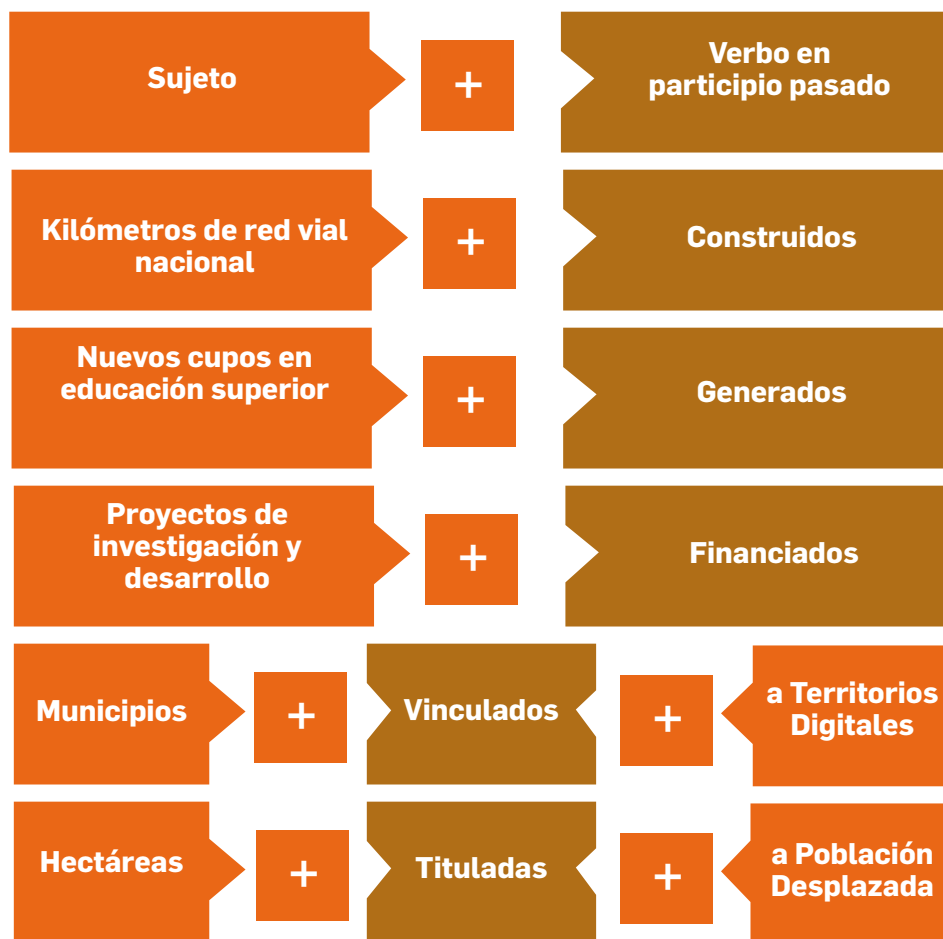 Sujeto
+
Verbo en
participio pasado
Kilómetros de red vial
nacional
+
Construidos
Nuevos cupos en
educación superior
+
Generados
Proyectos de
investigación y
desarrollo
+
Financiados
Municipios
+
Vinculados
+
a Territorios
Digitales
Hectáreas
+
Tituladas
+
a Población
Desplazada